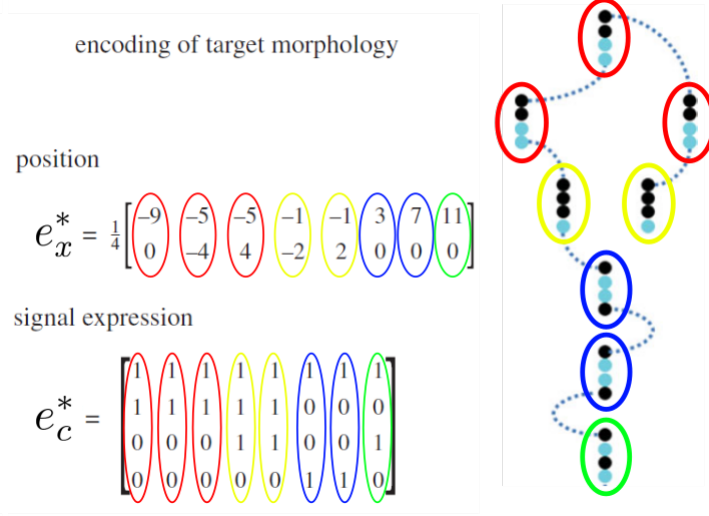 encoding of target morphology
position
e*x = 1/4 [ −9 −5 −5 −1 −1 3 7 11
0 −4 4 −2 2 0 0 0 ]
signal expression
e*c = [ 1 1 1 1 1 1 1 1
1 1 1 1 1 0 0 0
0 0 0 1 1 0 0 1
0 0 0 0 0 1 1 0 ]